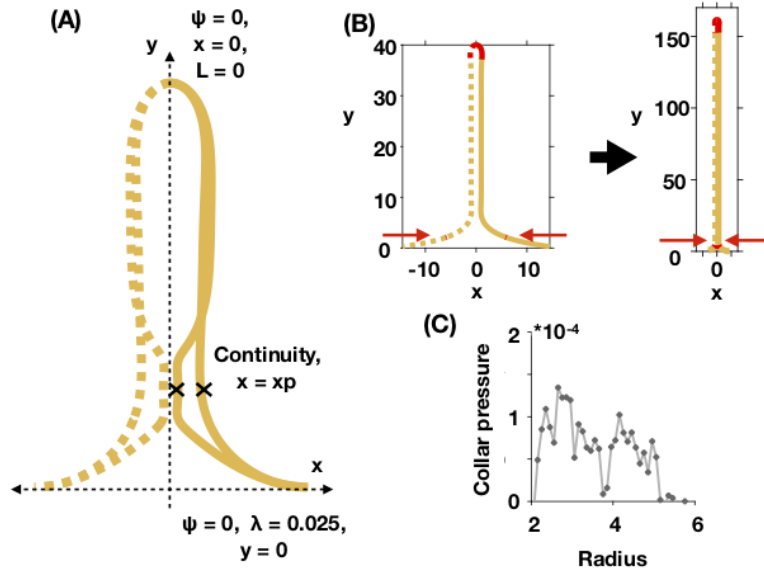 (A)
ψ = 0,
x = 0,
L = 0
y
Continuity,
x = xp
x
ψ = 0, λ = 0.025,
y = 0
(B)
40
30
y
20
10
0
-10 0 10
x
150
y
100
50
0
0
x
(C)
2 *10-4
Collar pressure
1
0
2 4 6
Radius